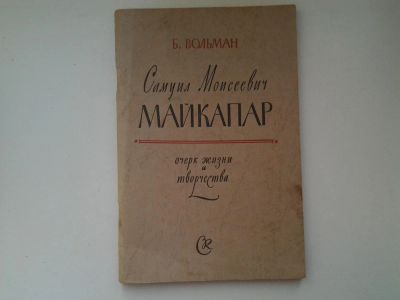 Б. ВОЛЬМАН
Самуил Моисеевич
МАЙКАПАР
очерк жизни
и
творчества
СК